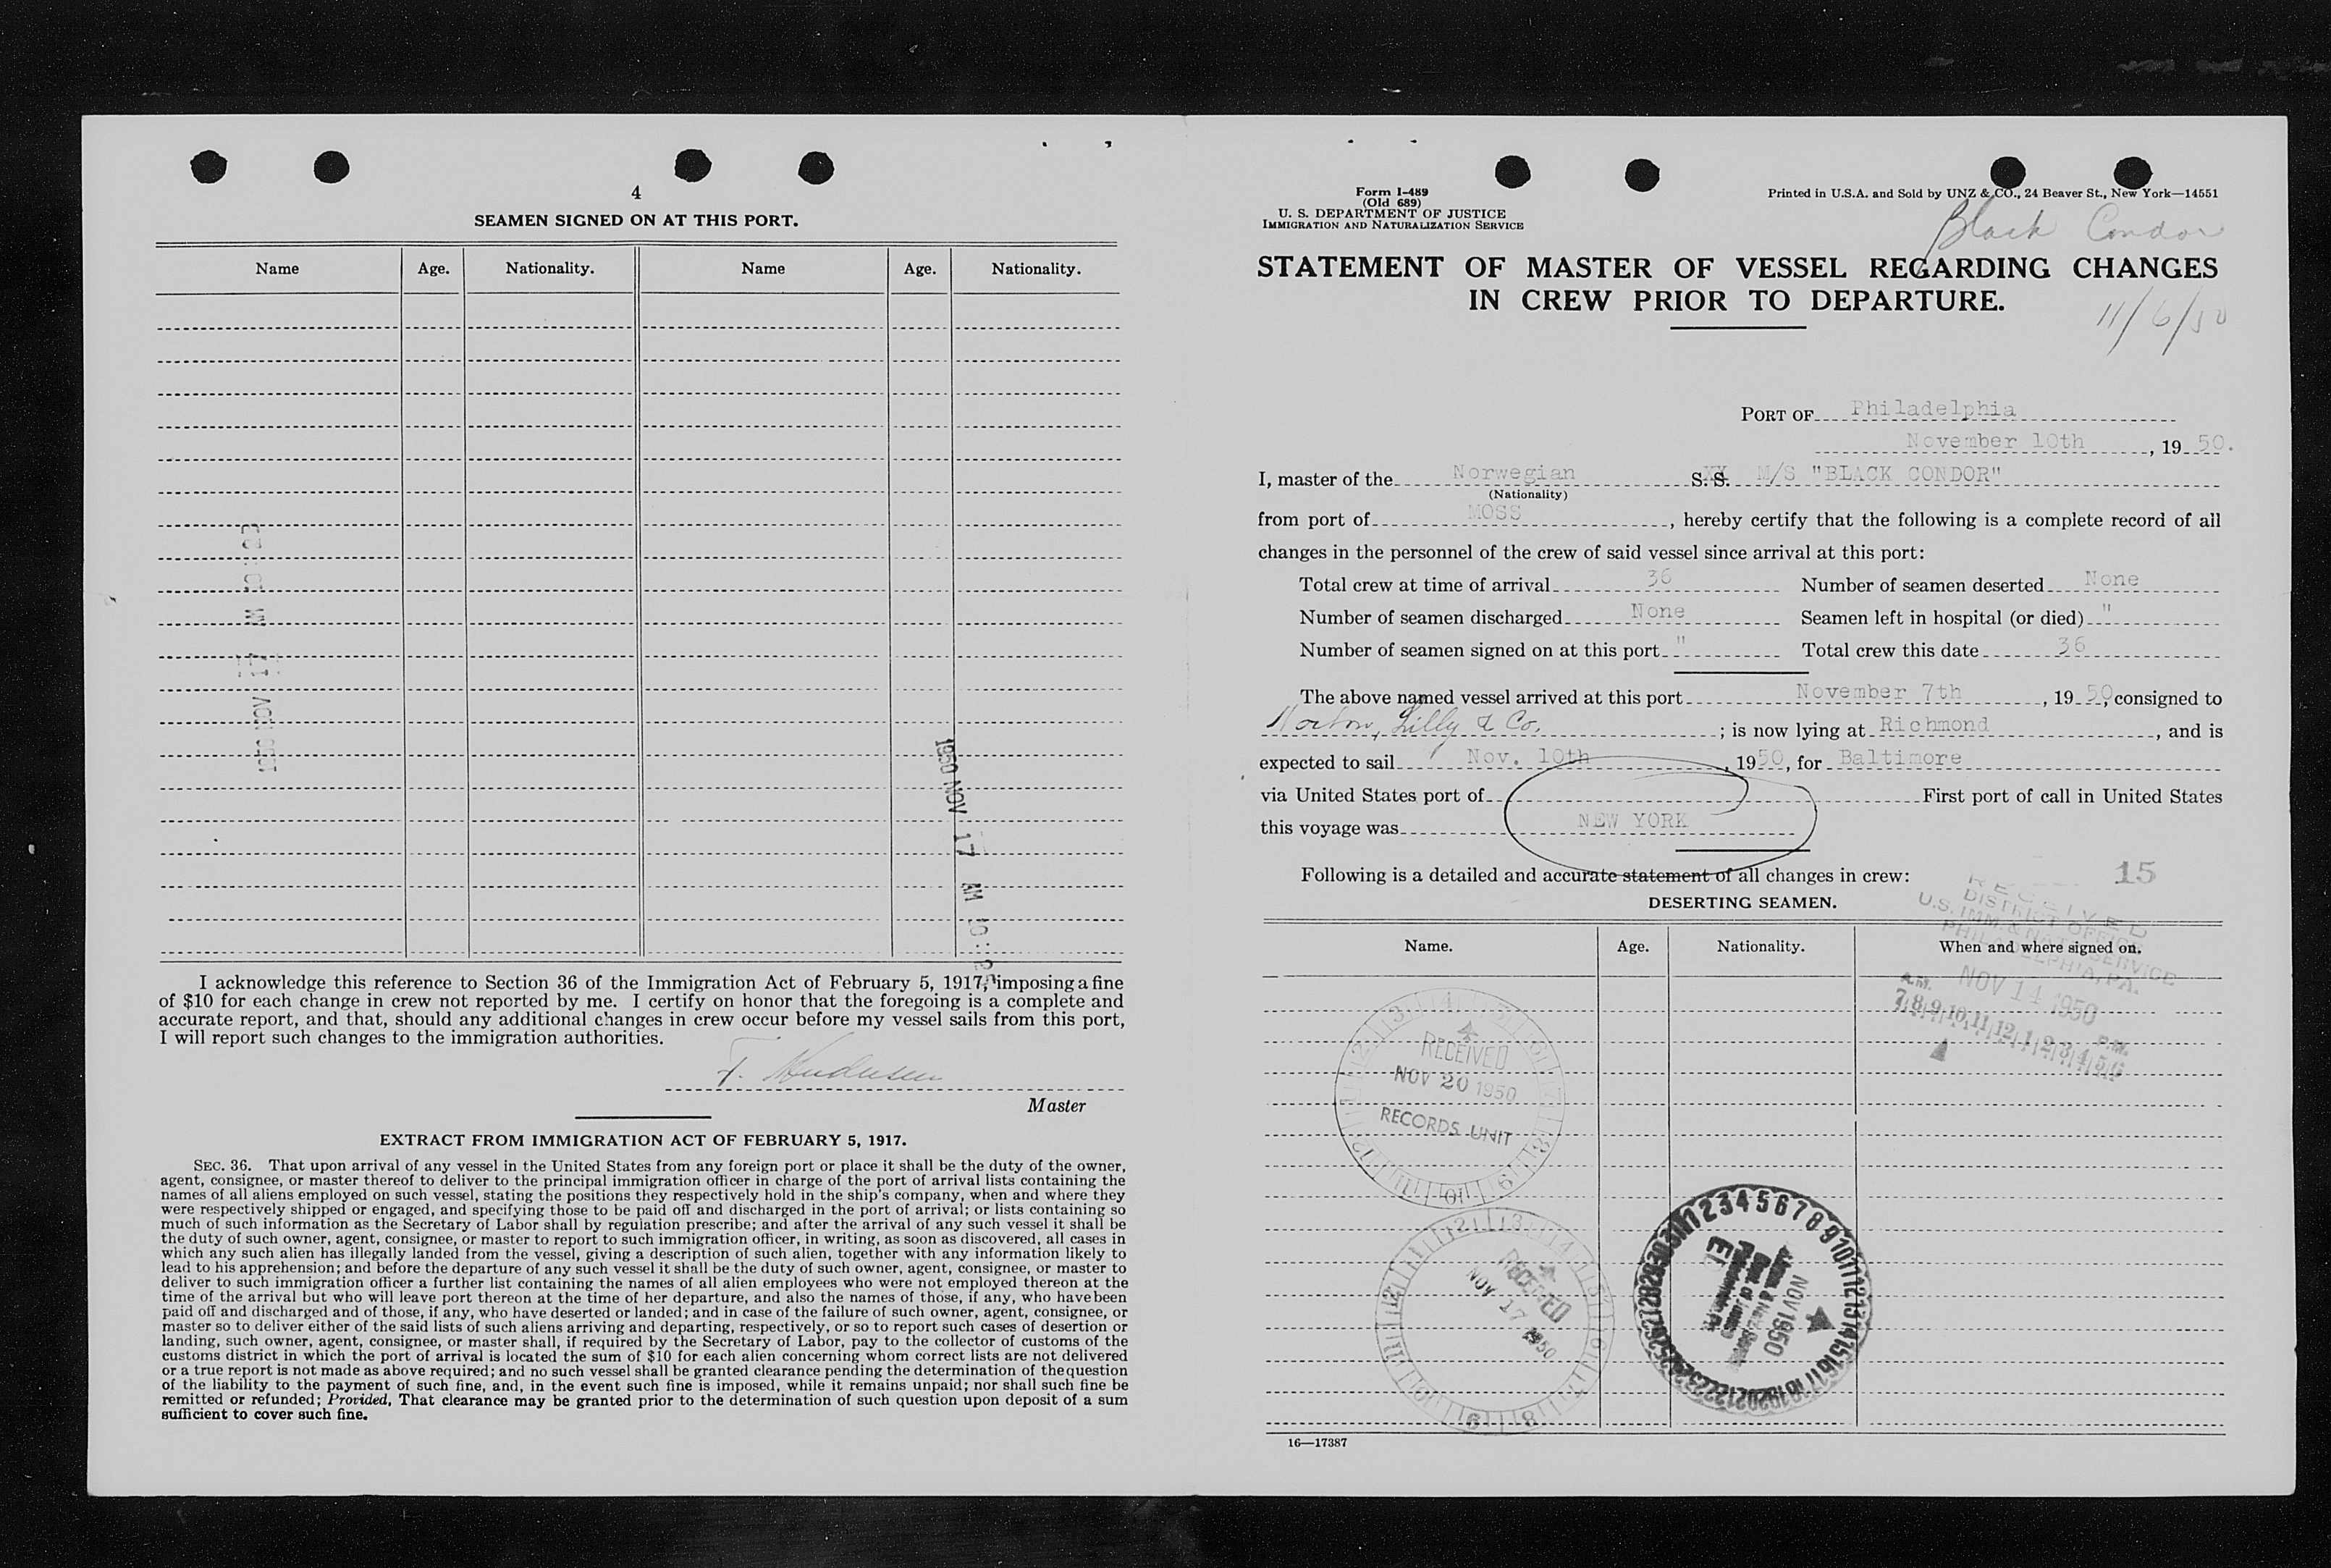 4
SEAMEN SIGNED ON AT THIS PORT.
Name Age. Nationality. Name Age. Nationality.
1950 NOV 17 AM 10:
1950 NOV 17 AM 10:
I acknowledge this reference to Section 36 of the Immigration Act of February 5, 1917, imposing a fine
of $10 for each change in crew not reported by me. I certify on honor that the foregoing is a complete and
accurate report, and that, should any additional changes in crew occur before my vessel sails from this port,
I will report such changes to the immigration authorities.
Master
EXTRACT FROM IMMIGRATION ACT OF FEBRUARY 5, 1917.
SEC. 36. That upon arrival of any vessel in the United States from any foreign port or place it shall be the duty of the owner,
agent, consignee, or master thereof to deliver to the principal immigration officer in charge of the port of arrival lists containing the
names of all aliens employed on such vessel, stating the positions they respectively hold in the ship's company, when and where they
were respectively shipped or engaged, and specifying those to be paid off and discharged in the port of arrival; or lists containing so
much of such information as the Secretary of Labor shall by regulation prescribe; and after the arrival of any such vessel it shall be
the duty of such owner, agent, consignee, or master to report to such immigration officer, in writing, as soon as discovered, all cases in
which any such alien has illegally landed from the vessel, giving a description of such alien, together with any information likely to
lead to his apprehension; and before the departure of any such vessel it shall be the duty of such owner, agent, consignee, or master to
deliver to such immigration officer a further list containing the names of all alien employees who were not employed thereon at the
time of the arrival but who will leave port thereon at the time of her departure, and also the names of those, if any, who have been
paid off and discharged and of those, if any, who have deserted or landed; and in case of the failure of such owner, agent, consignee, or
master so to deliver either of the said lists of such aliens arriving and departing, respectively, or so to report such cases of desertion or
landing, such owner, agent, consignee, or master shall, if required by the Secretary of Labor, pay to the collector of customs of the
customs district in which the port of arrival is located the sum of $10 for each alien concerning whom correct lists are not delivered
or a true report is not made as above required; and no such vessel shall be granted clearance pending the determination of the question
of the liability to the payment of such fine, and, in the event such fine is imposed, while it remains unpaid; nor shall such fine be
remitted or refunded; Provided, That clearance may be granted prior to the determination of such question upon deposit of a sum
sufficient to cover such fine.
Form I-489
(Old 689)
U. S. DEPARTMENT OF JUSTICE
IMMIGRATION AND NATURALIZATION SERVICE
Printed in U.S.A. and Sold by UNZ & CO., 24 Beaver St., New York—14551
Black Condor
STATEMENT OF MASTER OF VESSEL REGARDING CHANGES
IN CREW PRIOR TO DEPARTURE.
11/6/50
PORT OF Philadelphia
November 10th, 19 50.
I, master of the Norwegian S.S. M/S "BLACK CONDOR"
(Nationality)
from port of MOSS, hereby certify that the following is a complete record of all
changes in the personnel of the crew of said vessel since arrival at this port:
Total crew at time of arrival 36 Number of seamen deserted None
Number of seamen discharged None Seamen left in hospital (or died) "
Number of seamen signed on at this port " Total crew this date 36
The above named vessel arrived at this port November 7th, 19 50, consigned to
Norton, Lilly & Co. ; is now lying at Richmond, and is
expected to sail Nov. 10th, 1950, for Baltimore
via United States port of First port of call in United States
this voyage was NEW YORK
Following is a detailed and accurate statement of all changes in crew:
15
DESERTING SEAMEN.
Name. Age. Nationality. When and where signed on.
RECEIVED
DISTRICT OFFICE
U.S. IMM. & NAT. SERVICE
PHILADELPHIA, PA.
NOV 14 1950
A.M. P.M.
7|8|9|10|11|12|1|2|3|4|5|6
RECEIVED
NOV 20 1950
RECORDS UNIT
RECEIVED
NOV 17 1950
NOV 1950
16—17387